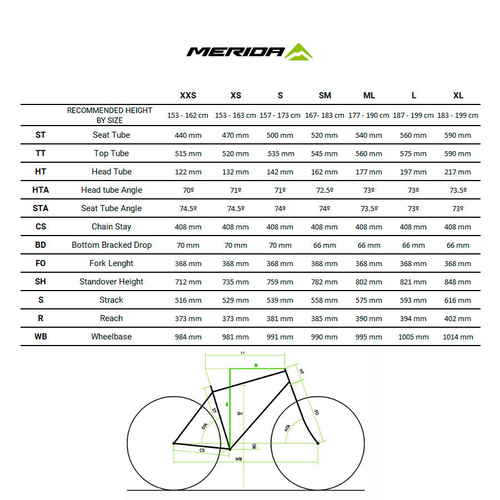 MERIDA
XXS XS S SM ML L XL
RECOMMENDED HEIGHT BY SIZE 153 - 162 cm 153 - 163 cm 157 - 173 cm 167- 183 cm 177 - 190 cm 187 - 199 cm 183 - 199 cm
ST Seat Tube 440 mm 470 mm 500 mm 520 mm 540 mm 560 mm 590 mm
TT Top Tube 515 mm 520 mm 535 mm 545 mm 560 mm 575 mm 590 mm
HT Head Tube 122 mm 132 mm 142 mm 162 mm 177 mm 197 mm 217 mm
HTA Head tube Angle 70º 71º 71º 72.5º 73º 73º 73.5º
STA Seat Tube Angle 74.5º 74.5º 74º 74º 73.5º 73º 73º
CS Chain Stay 408 mm 408 mm 408 mm 408 mm 408 mm 408 mm 408 mm
BD Bottom Bracked Drop 70 mm 70 mm 70 mm 66 mm 66 mm 66 mm 66 mm
FO Fork Lenght 368 mm 368 mm 368 mm 368 mm 368 mm 368 mm 368 mm
SH Standover Height 712 mm 735 mm 759 mm 782 mm 802 mm 821 mm 848 mm
S Strack 516 mm 529 mm 539 mm 558 mm 575 mm 593 mm 616 mm
R Reach 373 mm 373 mm 381 mm 385 mm 390 mm 394 mm 402 mm
WB Wheelbase 984 mm 981 mm 991 mm 990 mm 995 mm 1005 mm 1014 mm
R
HT
S
ST
SH
FO
STA
HTA
CS
BD
WB